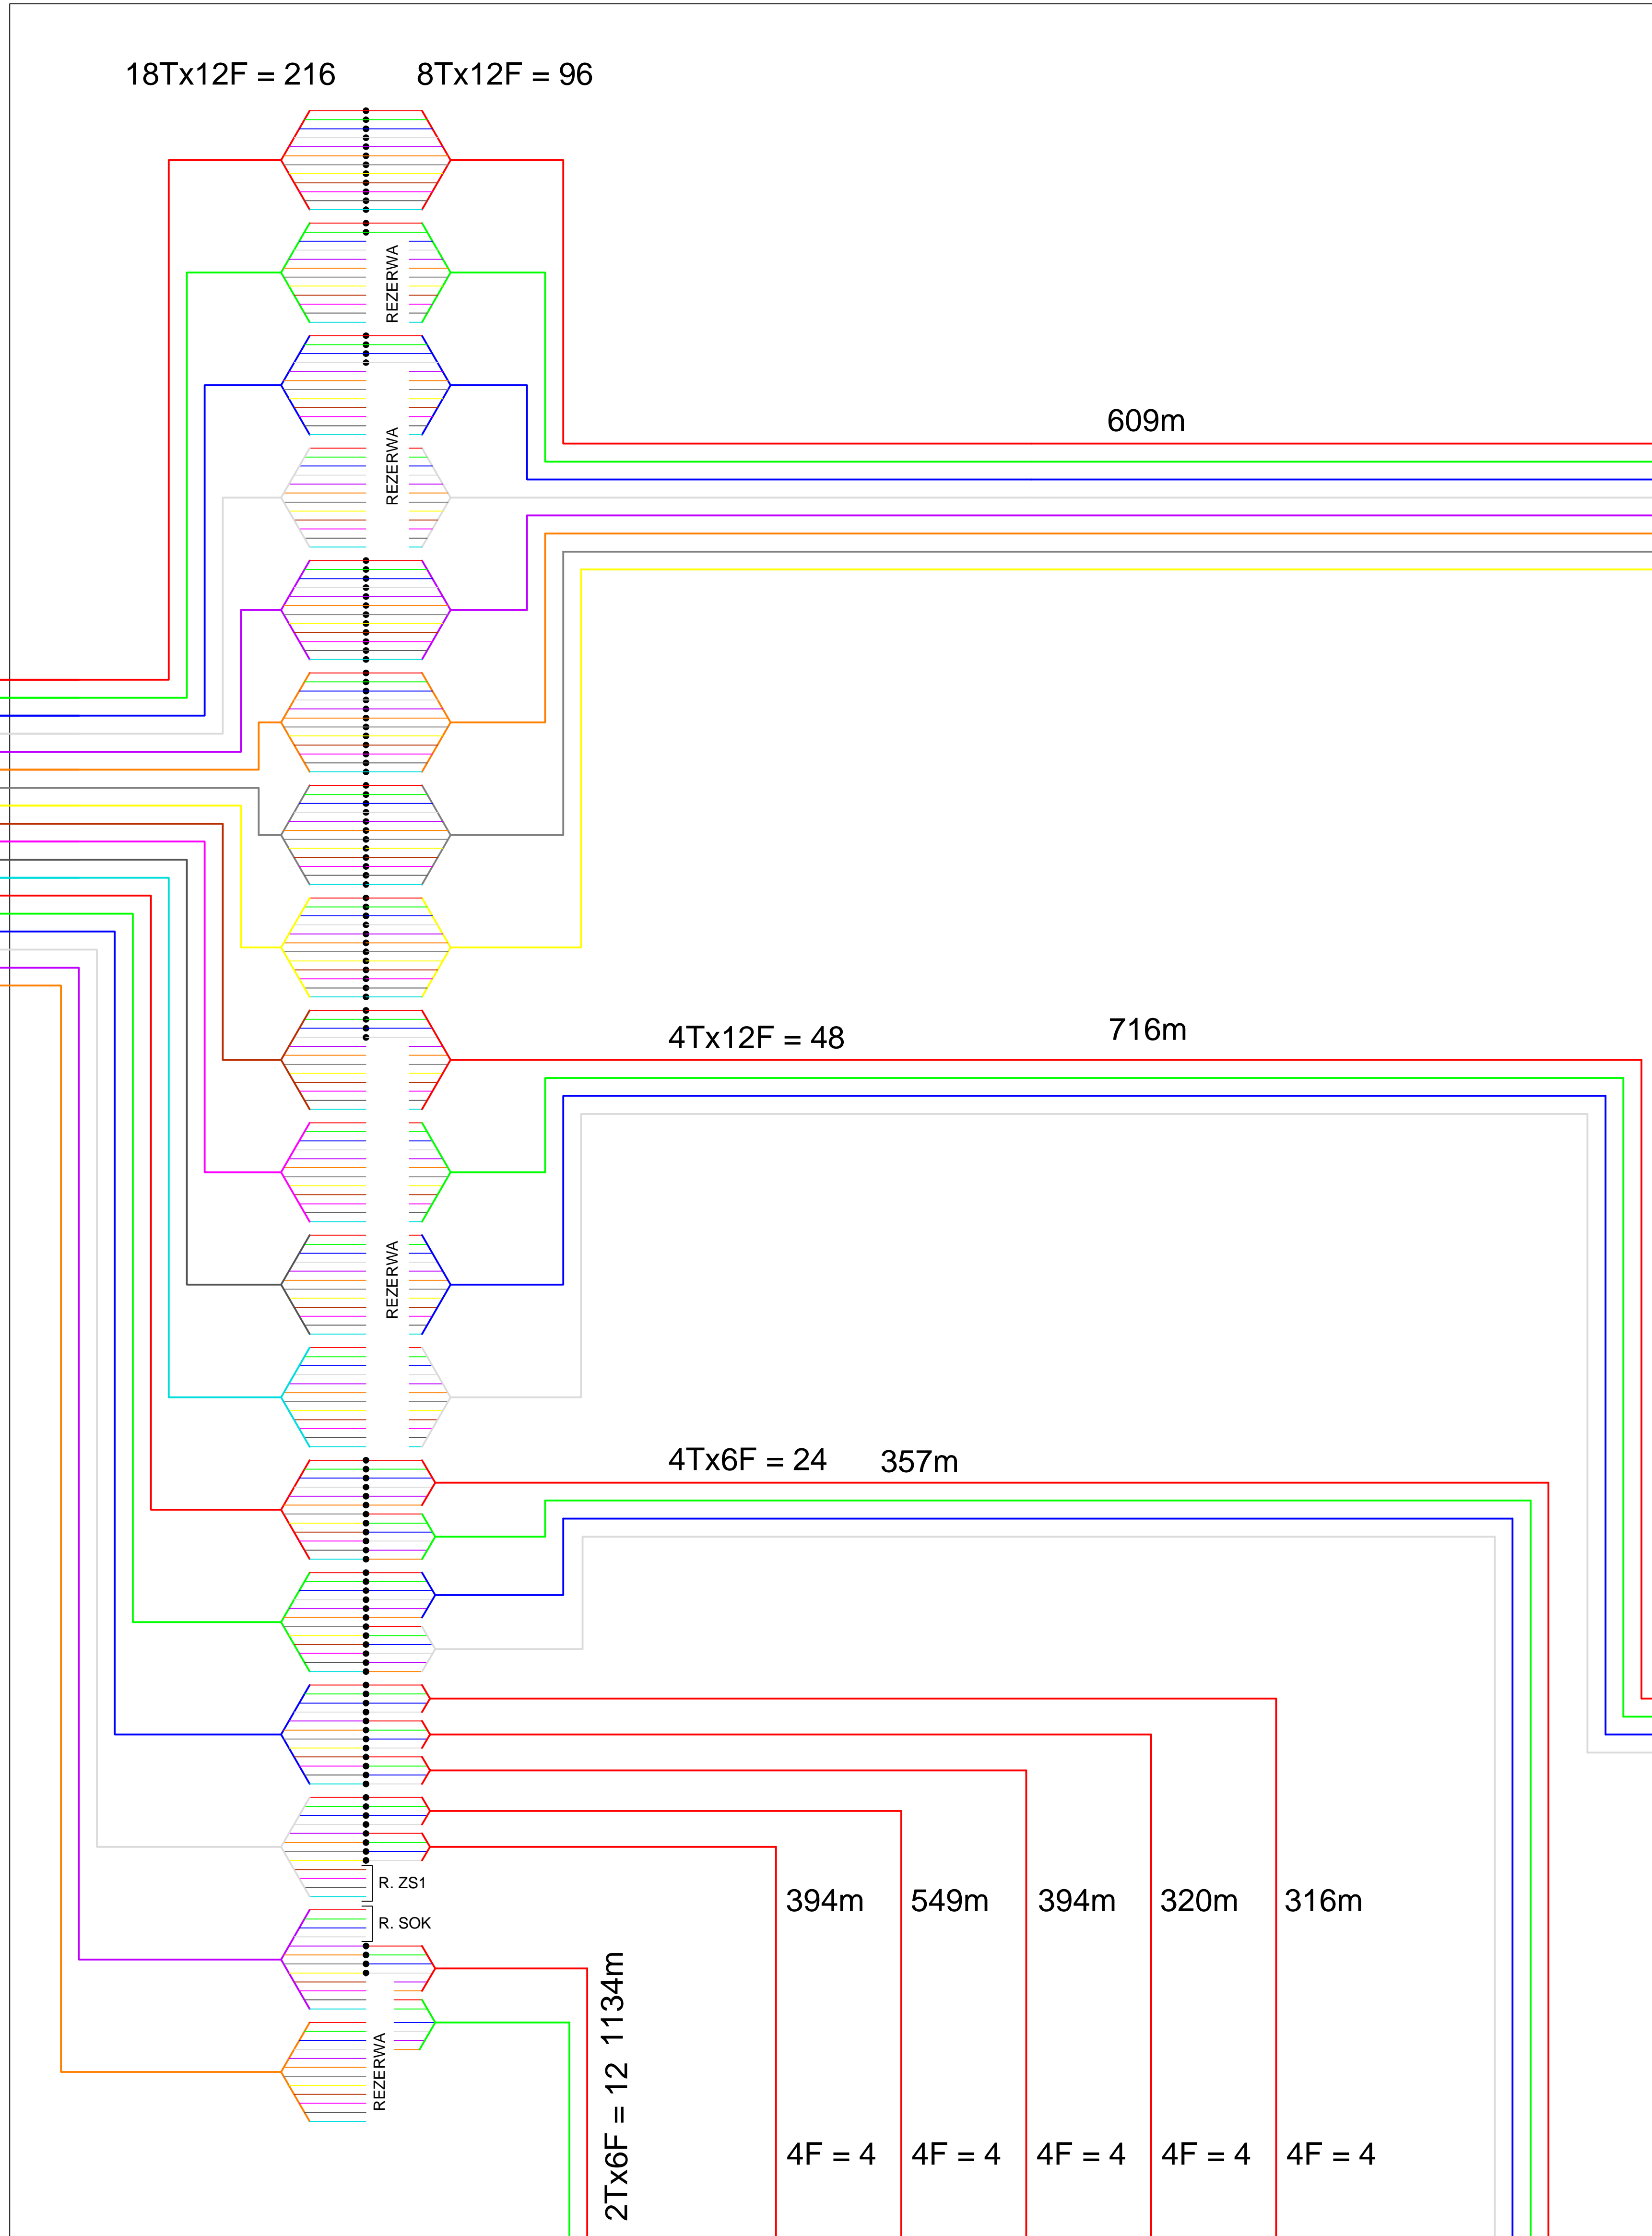 18Tx12F = 216
8Tx12F = 96
REZERWA
REZERWA
609m
4Tx12F = 48
716m
REZERWA
4Tx6F = 24
357m
R. ZS1
R. SOK
394m
549m
394m
320m
316m
REZERWA
2Tx6F = 12 1134m
4F = 4
4F = 4
4F = 4
4F = 4
4F = 4